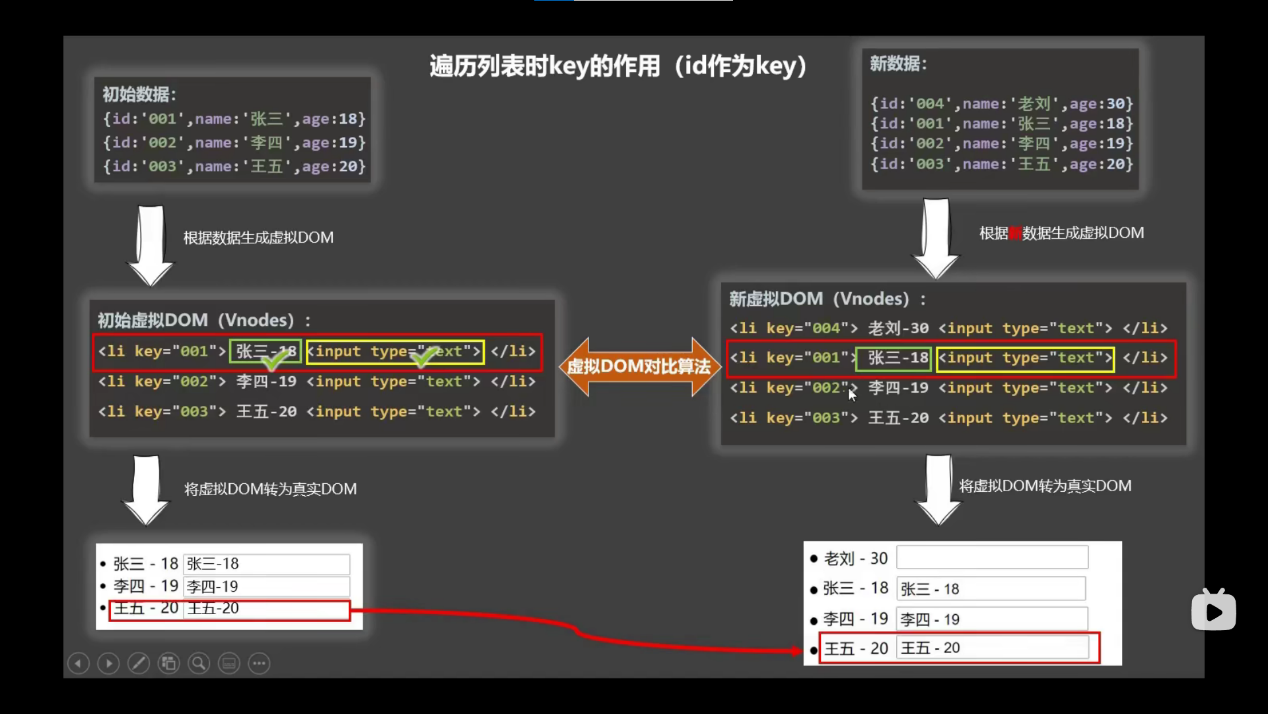 遍历列表时key的作用（id作为key）
初始数据：
{id:'001',name:'张三',age:18}
{id:'002',name:'李四',age:19}
{id:'003',name:'王五',age:20}
新数据：
{id:'004',name:'老刘',age:30}
{id:'001',name:'张三',age:18}
{id:'002',name:'李四',age:19}
{id:'003',name:'王五',age:20}
根据数据生成虚拟DOM
根据新数据生成虚拟DOM
初始虚拟DOM（Vnodes）：
<li key="001"> 张三-18 <input type="text"> </li>
<li key="002"> 李四-19 <input type="text"> </li>
<li key="003"> 王五-20 <input type="text"> </li>
虚拟DOM对比算法
新虚拟DOM（Vnodes）：
<li key="004"> 老刘-30 <input type="text"> </li>
<li key="001"> 张三-18 <input type="text"> </li>
<li key="002"> 李四-19 <input type="text"> </li>
<li key="003"> 王五-20 <input type="text"> </li>
将虚拟DOM转为真实DOM
将虚拟DOM转为真实DOM
• 张三 - 18 张三-18
• 李四 - 19 李四-19
• 王五 - 20 王五-20
• 老刘 - 30
• 张三 - 18 张三 - 18
• 李四 - 19 李四 - 19
• 王五 - 20 王五 - 20